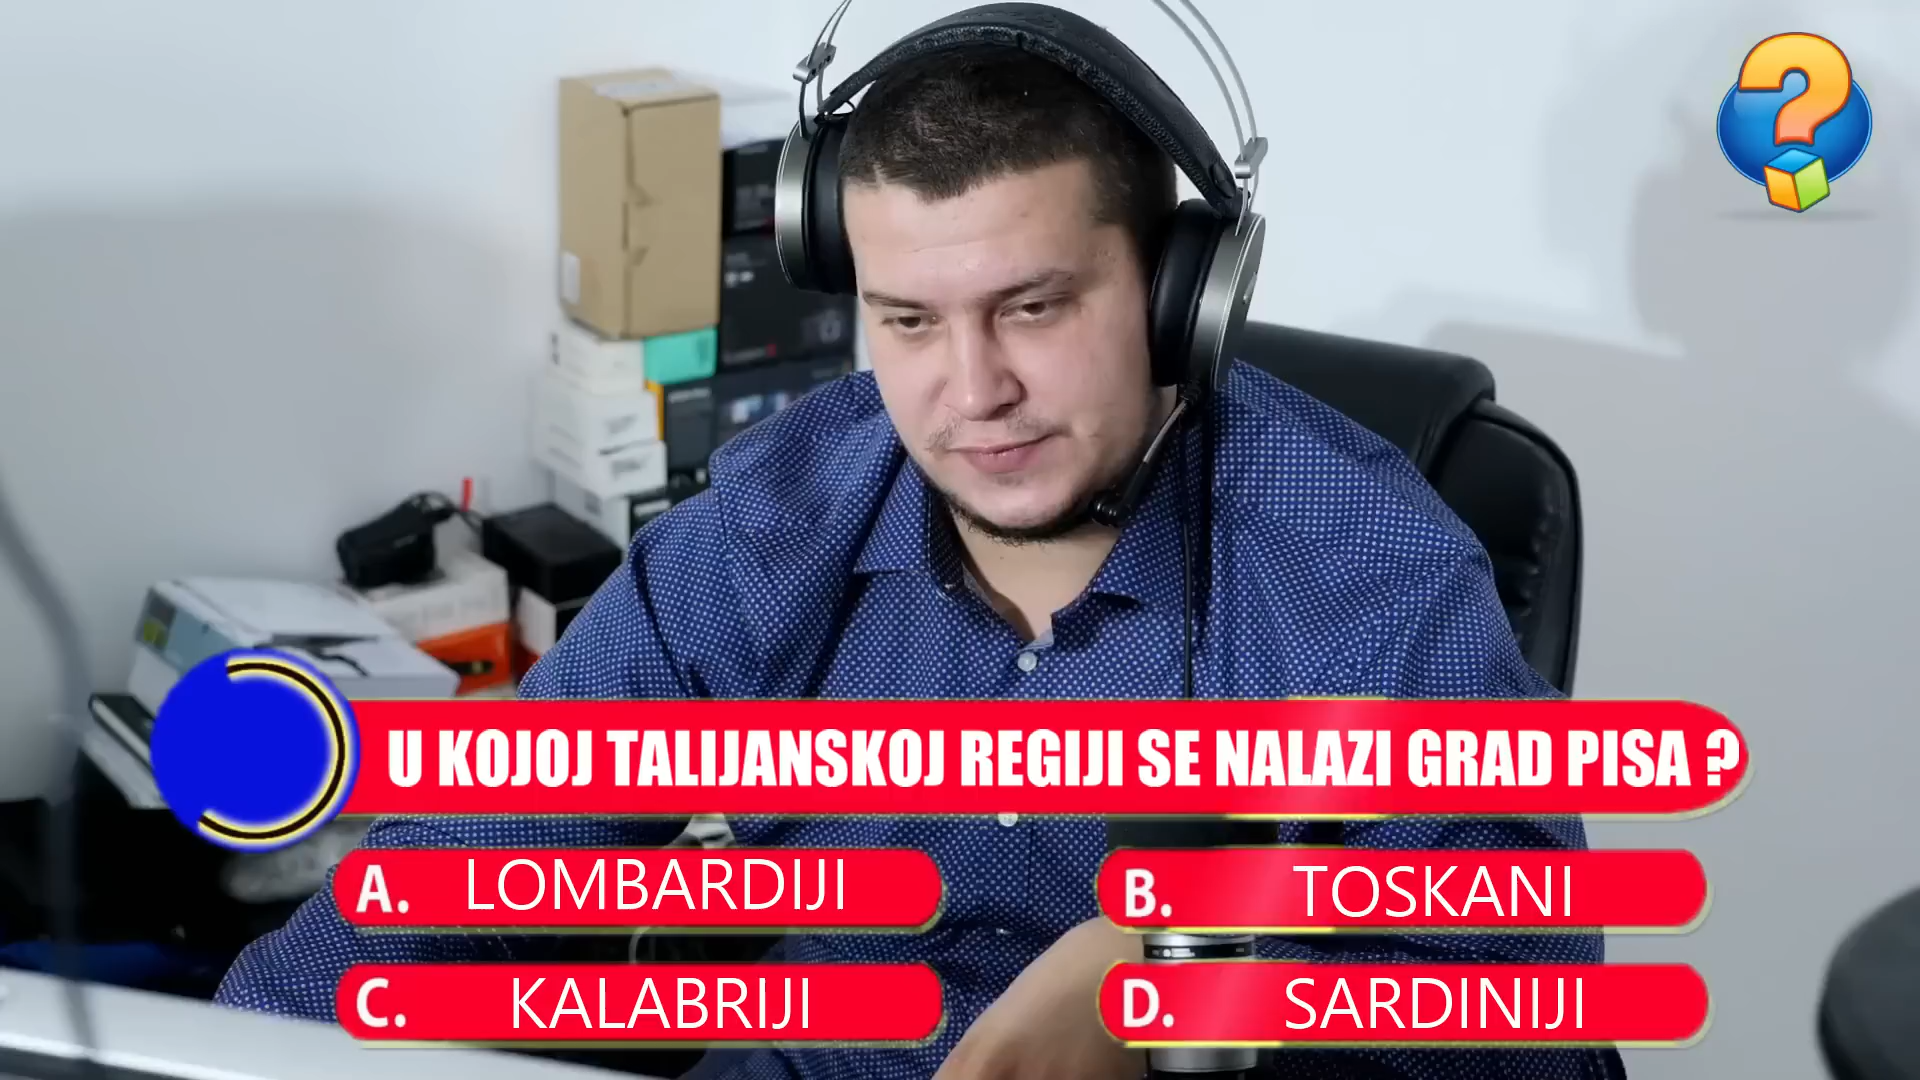 U KOJOJ TALIJANSKOJ REGIJI SE NALAZI GRAD PISA ?
A. LOMBARDIJI
B. TOSKANI
C. KALABRIJI
D. SARDINIJI